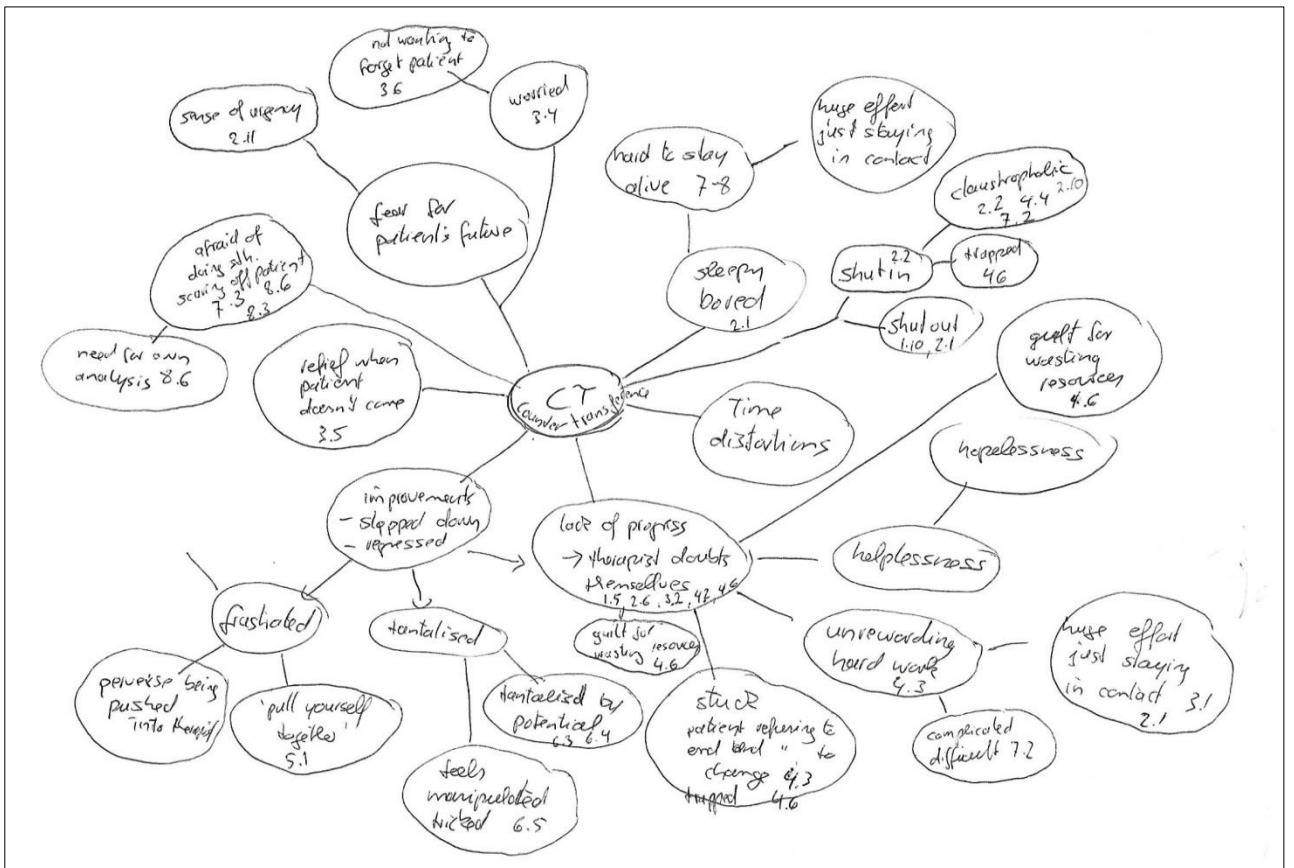 not wanting to
forget patient
3.6
worried
3.4
sense of urgency
2.11
fear for
patient's future
hard to stay
alive 7-8
huge effort
just staying
in contact
claustrophobic
2.2 4.4 2.10
7.2
2.2
shut in
trapped
4.6
shut out
1.10, 2.1
sleepy
bored
2.1
afraid of
doing sth.
scaring off patient
7.3 8.6
8.3
need for own
analysis 8.6
relief when
patient
doesn't come
3.5
CT
Counter-transference
Time
distortions
guilt for
wasting
resources
4.6
hopelessness
helplessness
improvements
- slapped down
- regressed
lack of progress
→ therapist doubts
themselves
1.5, 2.6, 3.2, 4.2, 4.6
guilt for
wasting resources
4.6
frustrated
tantalised
perverse being
pushed
into therapist
'pull yourself
together'
5.1
tantalised by
potential
6.3 6.4
feels
manipulated
tricked 6.5
stuck
patient refusing to
end and " to
change 4.3
trapped 4.6
unrewarding
hard work
4.3
complicated
difficult 7.2
huge effort
just staying
in contact 3.1
2.1